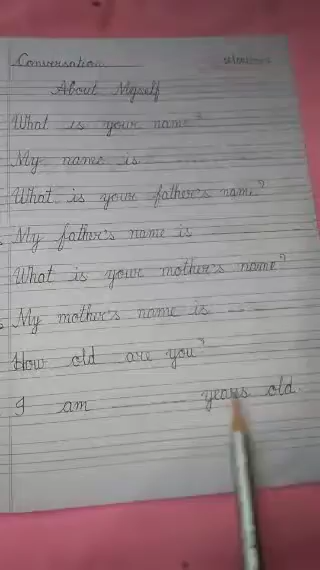 Conversation
About Myself
What is your name?
My name is ------
What is your father's name?
My father's name is ------
What is your mother's name?
My mother's name is ------
How old are you?
I am ------ years old.